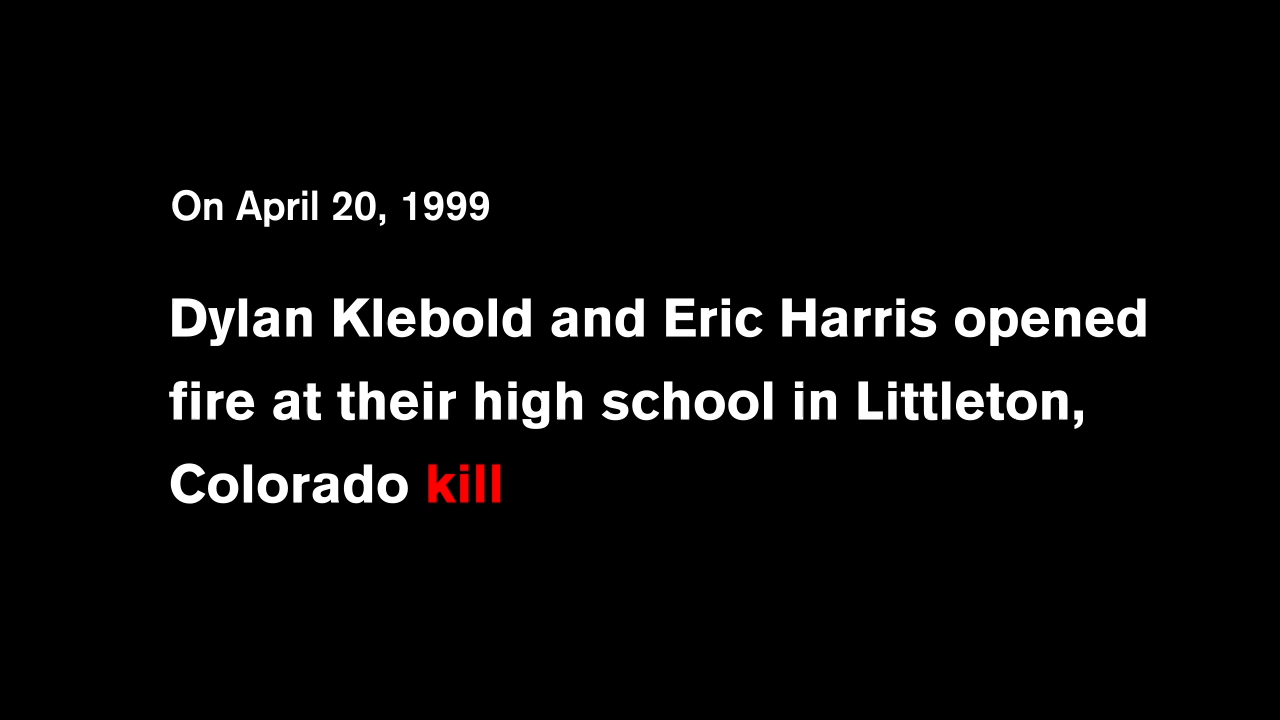 On April 20, 1999
Dylan Klebold and Eric Harris opened
fire at their high school in Littleton,
Colorado kill